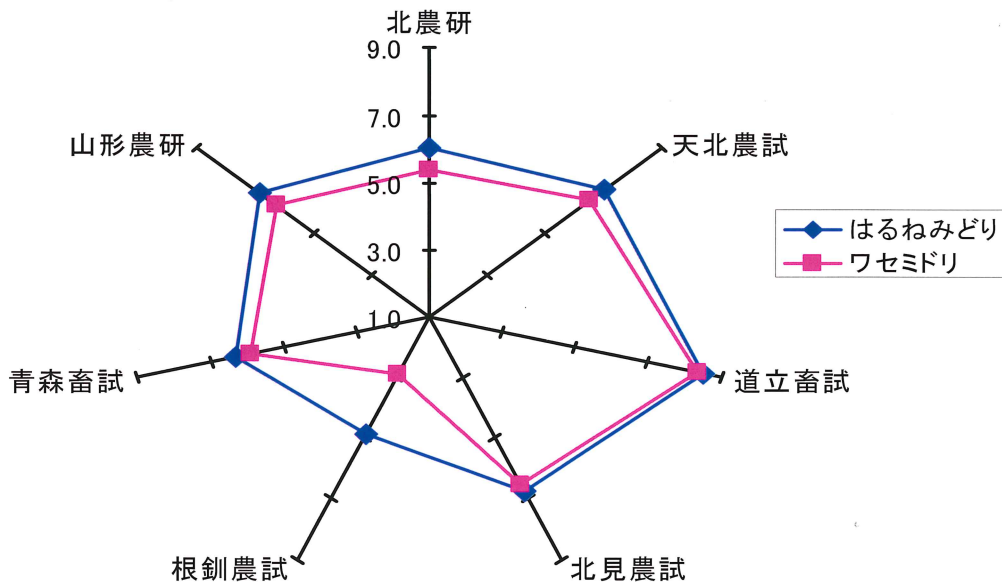 北農研
9.0
7.0
5.0
3.0
1.0
天北農試
道立畜試
北見農試
根釧農試
青森畜試
山形農研
はるねみどり
ワセミドリ